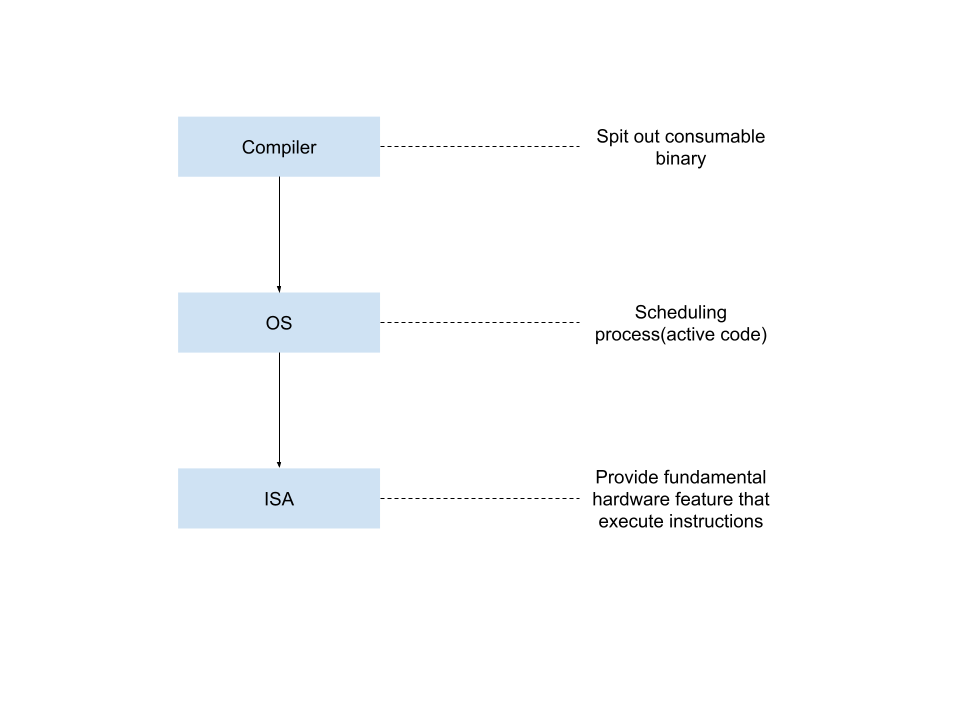 Compiler
Spit out consumable
binary
OS
Scheduling
process(active code)
ISA
Provide fundamental
hardware feature that
execute instructions